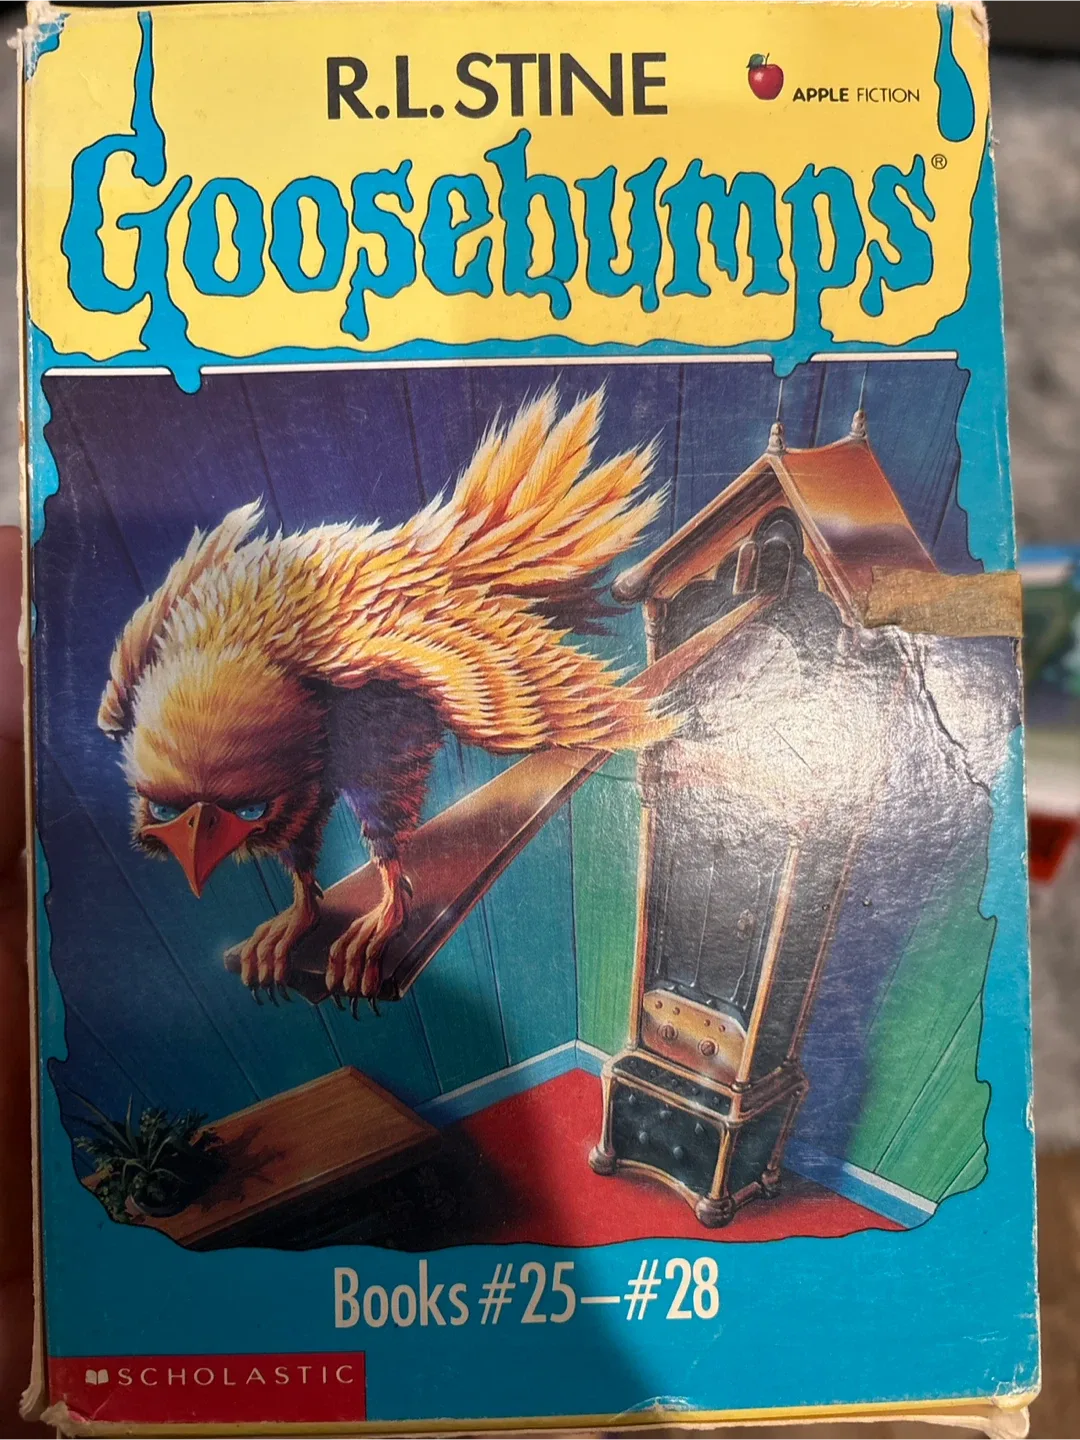 R.L. STINE
APPLE FICTION
Goosebumps®
Books #25–#28
SCHOLASTIC